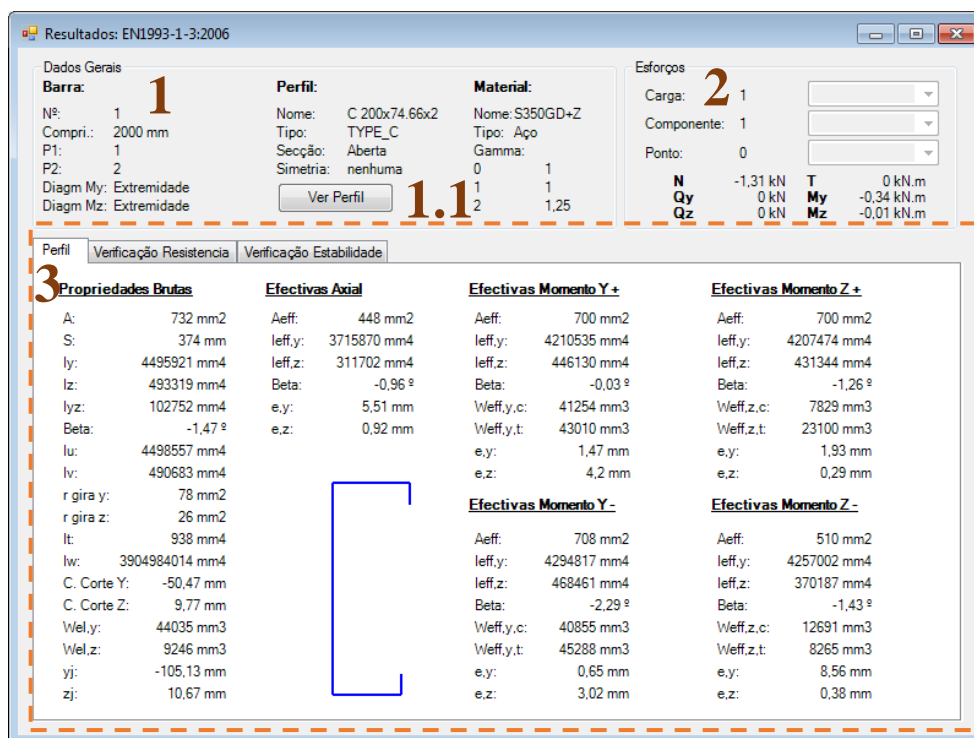 Resultados: EN1993-1-3:2006
Dados Gerais
Barra:
1
Nº: 1
Compri.: 2000 mm
P1: 1
P2: 2
Diagm My: Extremidade
Diagm Mz: Extremidade
Perfil:
Nome: C 200x74.66x2
Tipo: TYPE_C
Secção: Aberta
Simetria: nenhuma
Ver Perfil
1.1
Material:
Nome: S350GD+Z
Tipo: Aço
Gamma:
0 1
1 1
2 1,25
Esforços
2
Carga: 1
Componente: 1
Ponto: 0
N -1,31 kN T 0 kN.m
Qy 0 kN My -0,34 kN.m
Qz 0 kN Mz -0,01 kN.m
Perfil Verificação Resistencia Verificação Estabilidade
3
Propriedades Brutas
A: 732 mm2
S: 374 mm
Iy: 4495921 mm4
Iz: 493319 mm4
Iyz: 102752 mm4
Beta: -1,47 º
Iu: 4498557 mm4
Iv: 490683 mm4
r gira y: 78 mm2
r gira z: 26 mm2
It: 938 mm4
Iw: 3904984014 mm4
C. Corte Y: -50,47 mm
C. Corte Z: 9,77 mm
Wel,y: 44035 mm3
Wel,z: 9246 mm3
yj: -105,13 mm
zj: 10,67 mm
Efectivas Axial
Aeff: 448 mm2
Ieff,y: 3715870 mm4
Ieff,z: 311702 mm4
Beta: -0,96 º
e,y: 5,51 mm
e,z: 0,92 mm
Efectivas Momento Y +
Aeff: 700 mm2
Ieff,y: 4210535 mm4
Ieff,z: 446130 mm4
Beta: -0,03 º
Weff,y,c: 41254 mm3
Weff,y,t: 43010 mm3
e,y: 1,47 mm
e,z: 4,2 mm
Efectivas Momento Z +
Aeff: 700 mm2
Ieff,y: 4207474 mm4
Ieff,z: 431344 mm4
Beta: -1,26 º
Weff,z,c: 7829 mm3
Weff,z,t: 23100 mm3
e,y: 1,93 mm
e,z: 0,29 mm
Efectivas Momento Y -
Aeff: 708 mm2
Ieff,y: 4294817 mm4
Ieff,z: 468461 mm4
Beta: -2,29 º
Weff,y,c: 40855 mm3
Weff,y,t: 45288 mm3
e,y: 0,65 mm
e,z: 3,02 mm
Efectivas Momento Z -
Aeff: 510 mm2
Ieff,y: 4257002 mm4
Ieff,z: 370187 mm4
Beta: -1,43 º
Weff,z,c: 12691 mm3
Weff,z,t: 8265 mm3
e,y: 8,56 mm
e,z: 0,38 mm